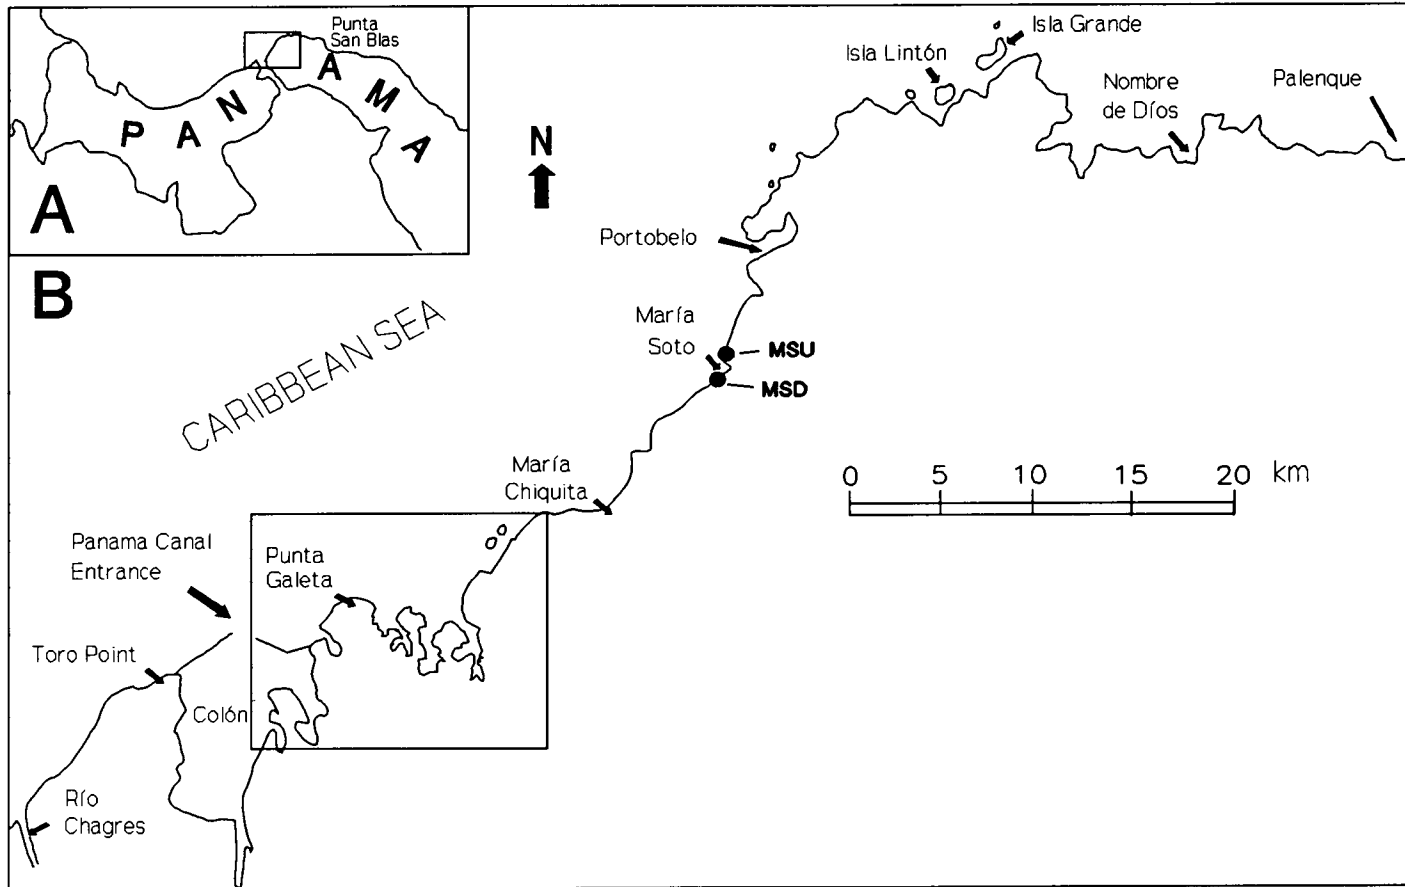 Punta
San Blas
P A N A M A
A
N
B
CARIBBEAN SEA
Isla Grande
Isla Lintón
Nombre
de Díos
Palenque
Portobelo
María
Soto
MSU
MSD
María
Chiquita
0 5 10 15 20 km
Panama Canal
Entrance
Punta
Galeta
Toro Point
Colón
Río
Chagres